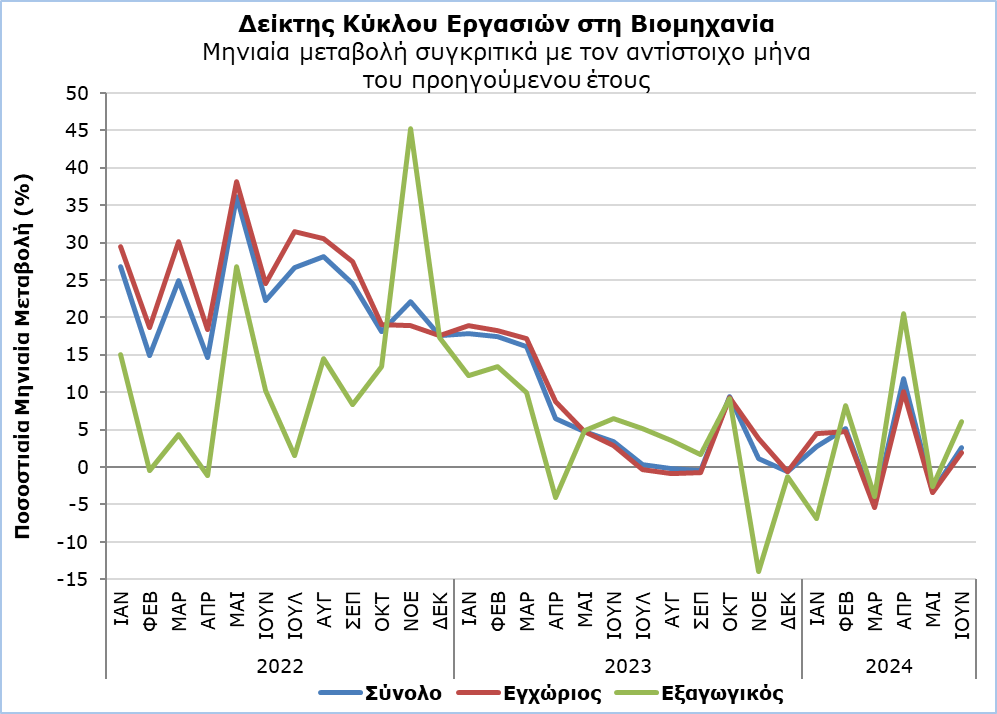 Δείκτης Κύκλου Εργασιών στη Βιομηχανία
Μηνιαία μεταβολή συγκριτικά με τον αντίστοιχο μήνα
του προηγούμενου έτους
Ποσοστιαία Μηνιαία Μεταβολή (%)
50
45
40
35
30
25
20
15
10
5
0
-5
-10
-15
ΙΑΝ ΦΕΒ ΜΑΡ ΑΠΡ ΜΑΙ ΙΟΥΝ ΙΟΥΛ ΑΥΓ ΣΕΠ ΟΚΤ ΝΟΕ ΔΕΚ ΙΑΝ ΦΕΒ ΜΑΡ ΑΠΡ ΜΑΙ ΙΟΥΝ ΙΟΥΛ ΑΥΓ ΣΕΠ ΟΚΤ ΝΟΕ ΔΕΚ ΙΑΝ ΦΕΒ ΜΑΡ ΑΠΡ ΜΑΙ ΙΟΥΝ
2022 2023 2024
Σύνολο Εγχώριος Εξαγωγικός